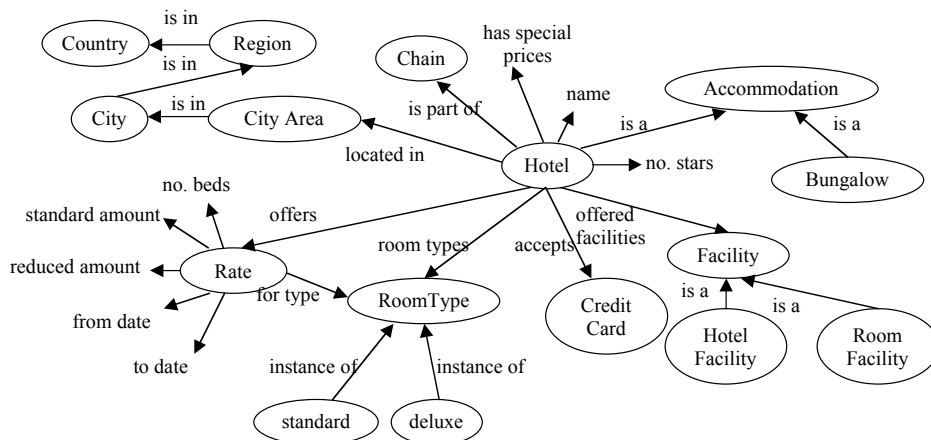 is in
Country
Region
is in
City
is in
City Area
Chain
has special
prices
name
is part of
Accommodation
is a
is a
located in
Hotel
no. stars
Bungalow
no. beds
standard amount
offers
reduced amount
Rate
from date
to date
for type
room types
accepts
offered
facilities
RoomType
Credit
Card
Facility
is a
is a
Hotel
Facility
Room
Facility
instance of
instance of
standard
deluxe